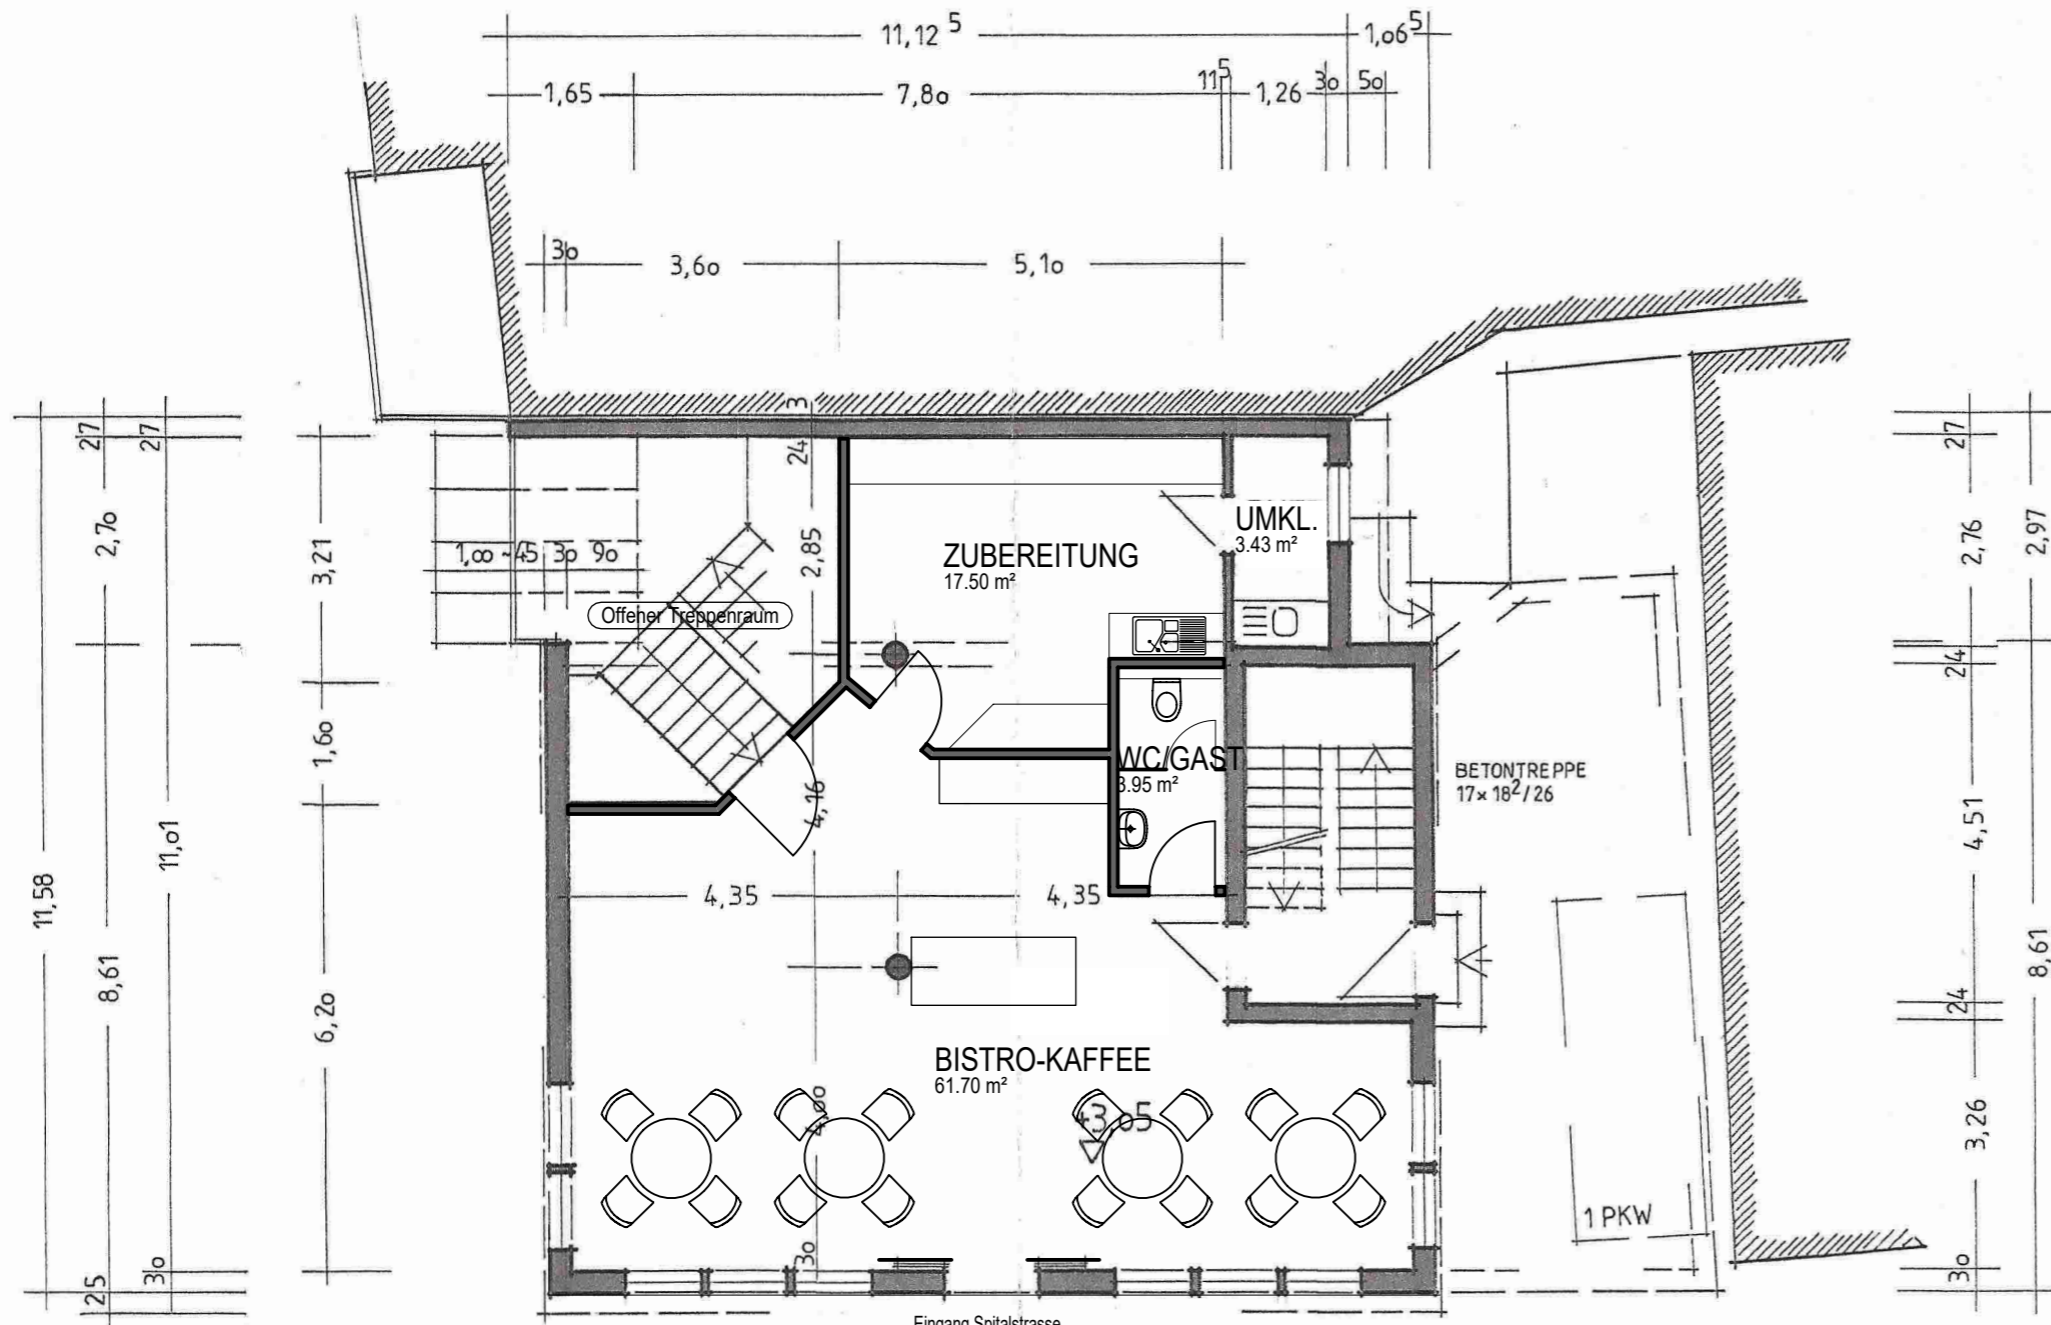 11,12 5
1,o6 5
1,65
7,8o
11 5
1,26
3o
5o
3o
3,6o
5,1o
3
24
27
27
27
2,7o
3,21
2,85
2,76
2,97
UMKL.
3.43 m²
ZUBEREITUNG
17.50 m²
1,oo ~45 3o 9o
Offener Treppenraum
24
1,6o
WC/GAST
3.95 m²
BETONTREPPE
17 x 18²/26
4,16
4,51
11,o1
11,58
4,35
4,35
8,61
8,61
6,2o
24
BISTRO-KAFFEE
61.70 m²
4,oo
+3,o5
3,26
1 PKW
3o
3o
3o
25
Eingang Spitalstrasse